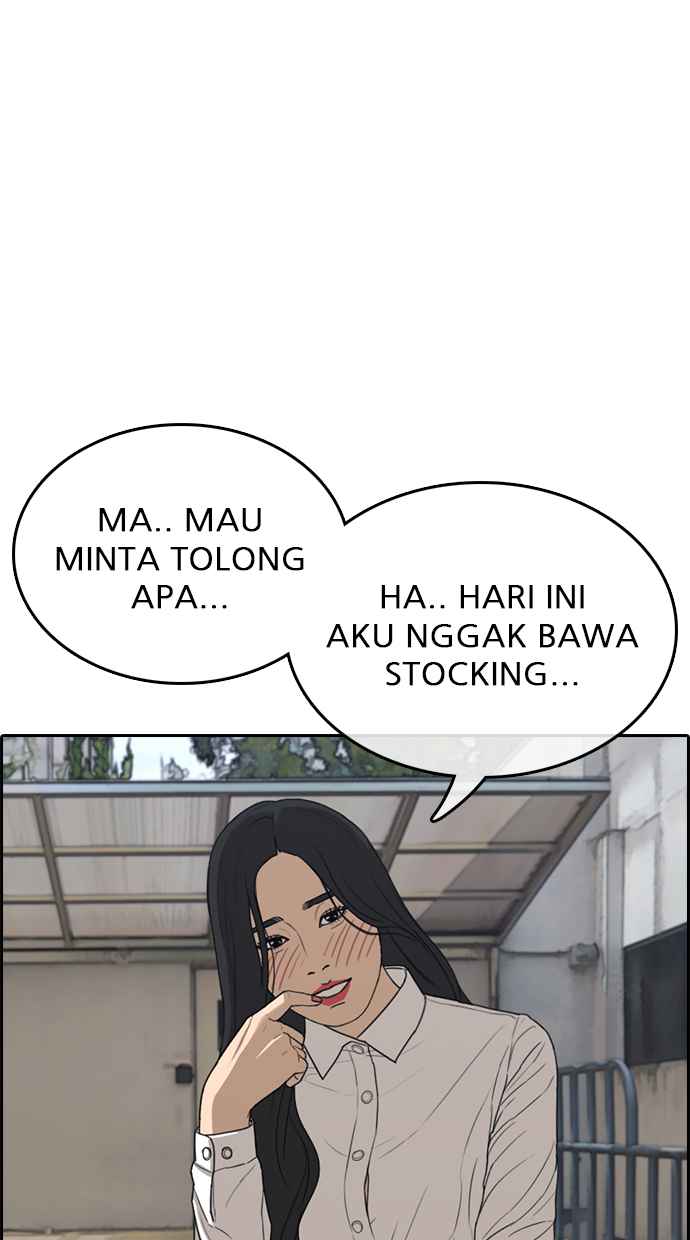 MA.. MAU
MINTA TOLONG
APA...
HA.. HARI INI
AKU NGGAK BAWA
STOCKING...